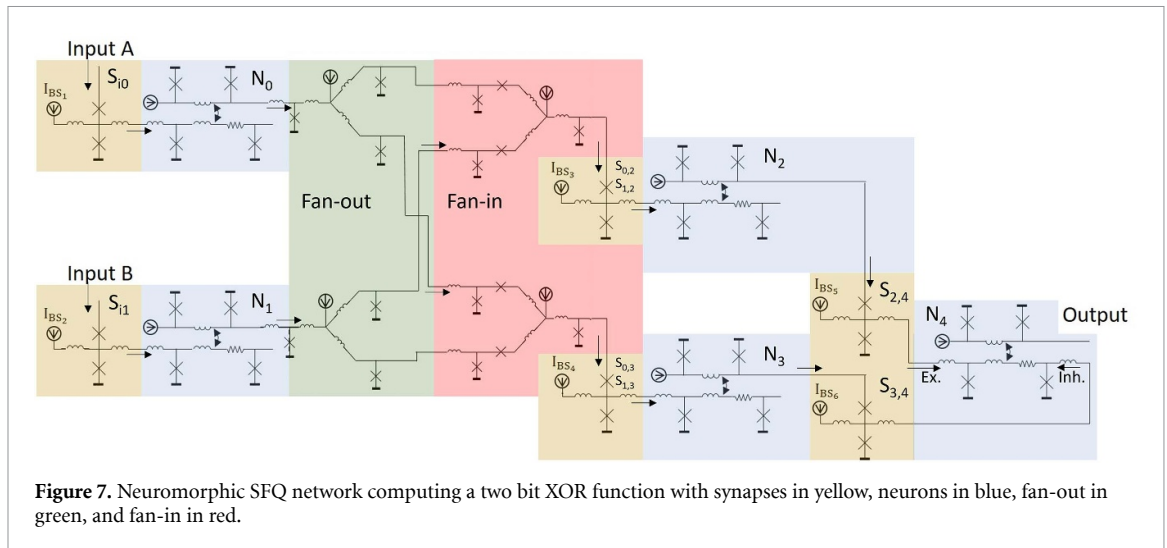 Input A
S_i0
N_0
I_BS1
Fan-out
Fan-in
S_0,2
S_1,2
I_BS3
N_2
Input B
S_i1
N_1
I_BS2
I_BS5
S_2,4
N_4
Output
S_0,3
S_1,3
I_BS4
N_3
Ex.
Inh.
S_3,4
I_BS6
Figure 7. Neuromorphic SFQ network computing a two bit XOR function with synapses in yellow, neurons in blue, fan-out in
green, and fan-in in red.